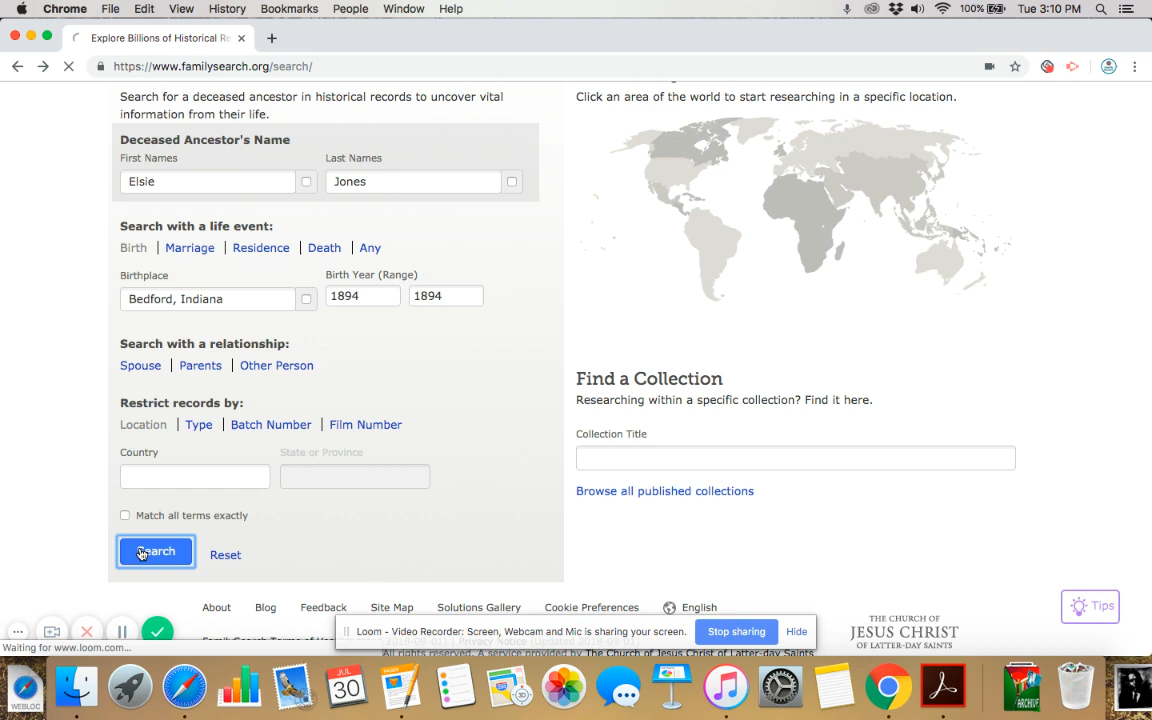 Chrome File Edit View History Bookmarks People Window Help 100% Tue 3:10 PM
Explore Billions of Historical Re
https://www.familysearch.org/search/
Search for a deceased ancestor in historical records to uncover vital
information from their life.
Deceased Ancestor's Name
First Names Last Names
Elsie Jones
Search with a life event:
Birth Marriage Residence Death Any
Birthplace Birth Year (Range)
Bedford, Indiana 1894 1894
Search with a relationship:
Spouse Parents Other Person
Restrict records by:
Location Type Batch Number Film Number
Country State or Province
Match all terms exactly
Search Reset
Click an area of the world to start researching in a specific location.
Find a Collection
Researching within a specific collection? Find it here.
Collection Title
Browse all published collections
Tips
About Blog Feedback Site Map Solutions Gallery Cookie Preferences English
THE CHURCH OF
JESUS CHRIST
OF LATTER-DAY SAINTS
Loom - Video Recorder: Screen, Webcam and Mic is sharing your screen. Stop sharing Hide
All rights reserved. A service provided by The Church of Jesus Christ of Latter-day Saints
Waiting for www.loom.com...
WEBLOC
JUL
30
ARCHIVE